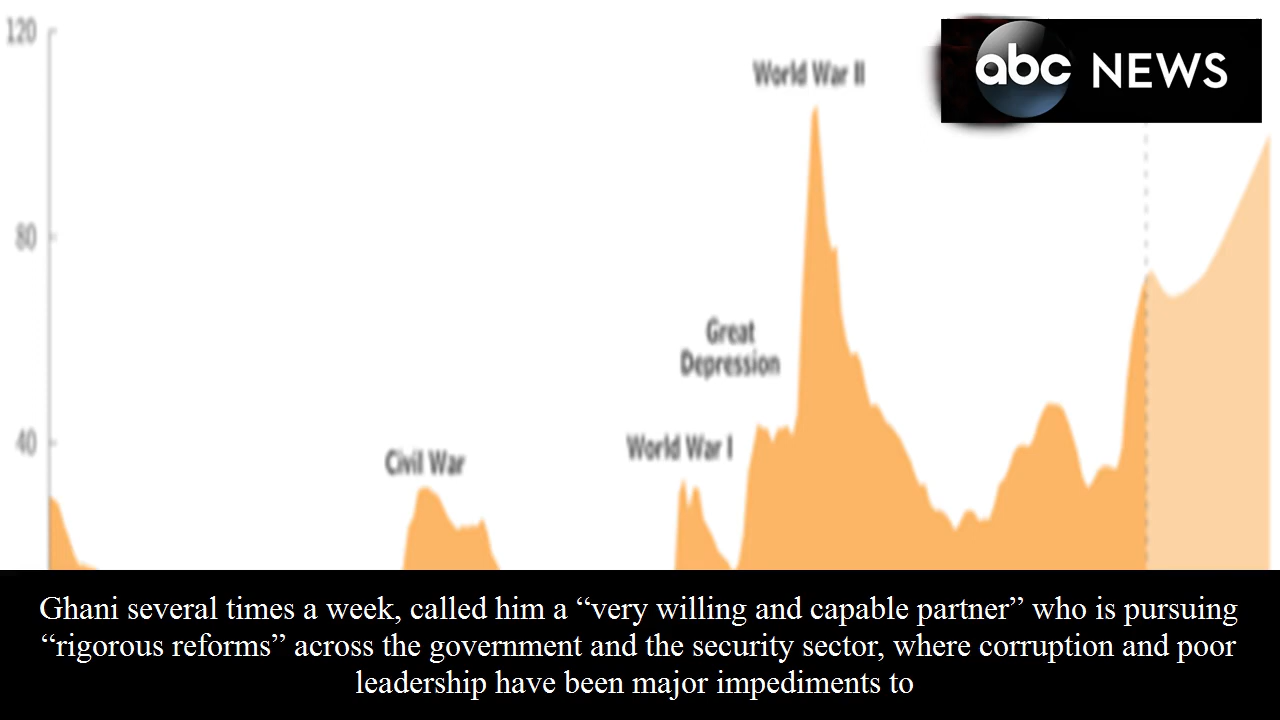 120
abc NEWS
World War II
80
Great
Depression
40
Civil War
World War I
Ghani several times a week, called him a “very willing and capable partner” who is pursuing
“rigorous reforms” across the government and the security sector, where corruption and poor
leadership have been major impediments to